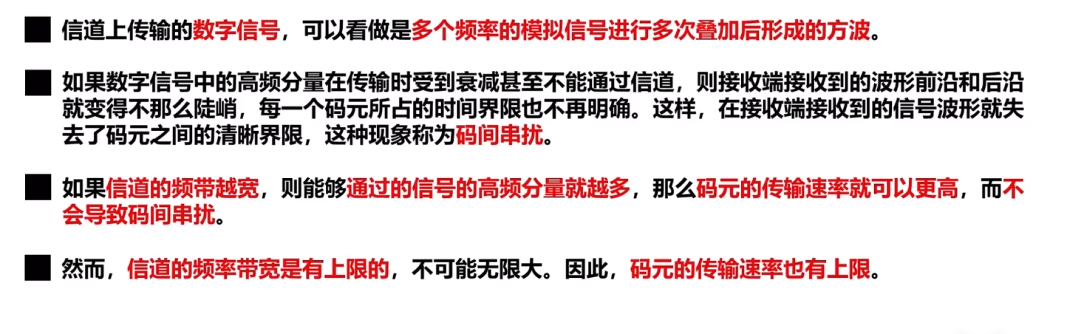 信道上传输的数字信号，可以看做是多个频率的模拟信号进行多次叠加后形成的方波。
如果数字信号中的高频分量在传输时受到衰减甚至不能通过信道，则接收端接收到的波形前沿和后沿
就变得不那么陡峭，每一个码元所占的时间界限也不再明确。这样，在接收端接收到的信号波形就失
去了码元之间的清晰界限，这种现象称为码间串扰。
如果信道的频带越宽，则能够通过的信号的高频分量就越多，那么码元的传输速率就可以更高，而不
会导致码间串扰。
然而，信道的频率带宽是有上限的，不可能无限大。因此，码元的传输速率也有上限。